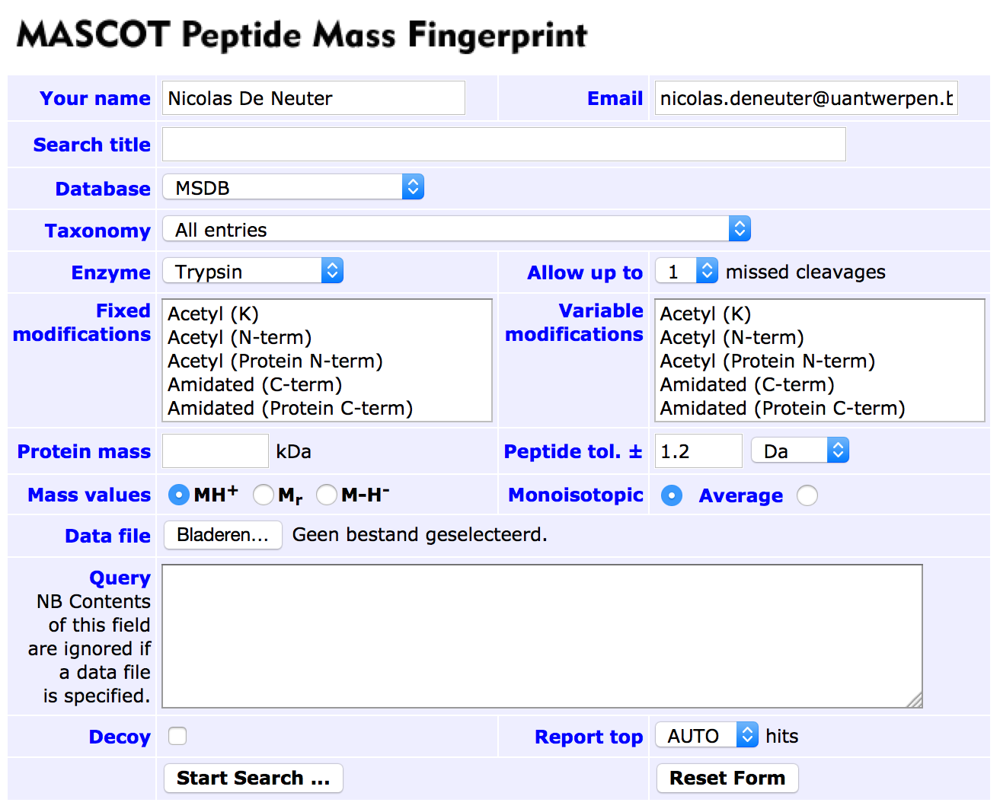 MASCOT Peptide Mass Fingerprint
Your name Nicolas De Neuter Email nicolas.deneuter@uantwerpen.b
Search title
Database MSDB
Taxonomy All entries
Enzyme Trypsin Allow up to 1 missed cleavages
Fixed modifications
Acetyl (K)
Acetyl (N-term)
Acetyl (Protein N-term)
Amidated (C-term)
Amidated (Protein C-term)
Variable modifications
Acetyl (K)
Acetyl (N-term)
Acetyl (Protein N-term)
Amidated (C-term)
Amidated (Protein C-term)
Protein mass kDa Peptide tol. ± 1.2 Da
Mass values MH+ Mr M-H- Monoisotopic Average
Data file Bladeren... Geen bestand geselecteerd.
Query
NB Contents
of this field
are ignored if
a data file
is specified.
Decoy Report top AUTO hits
Start Search ... Reset Form